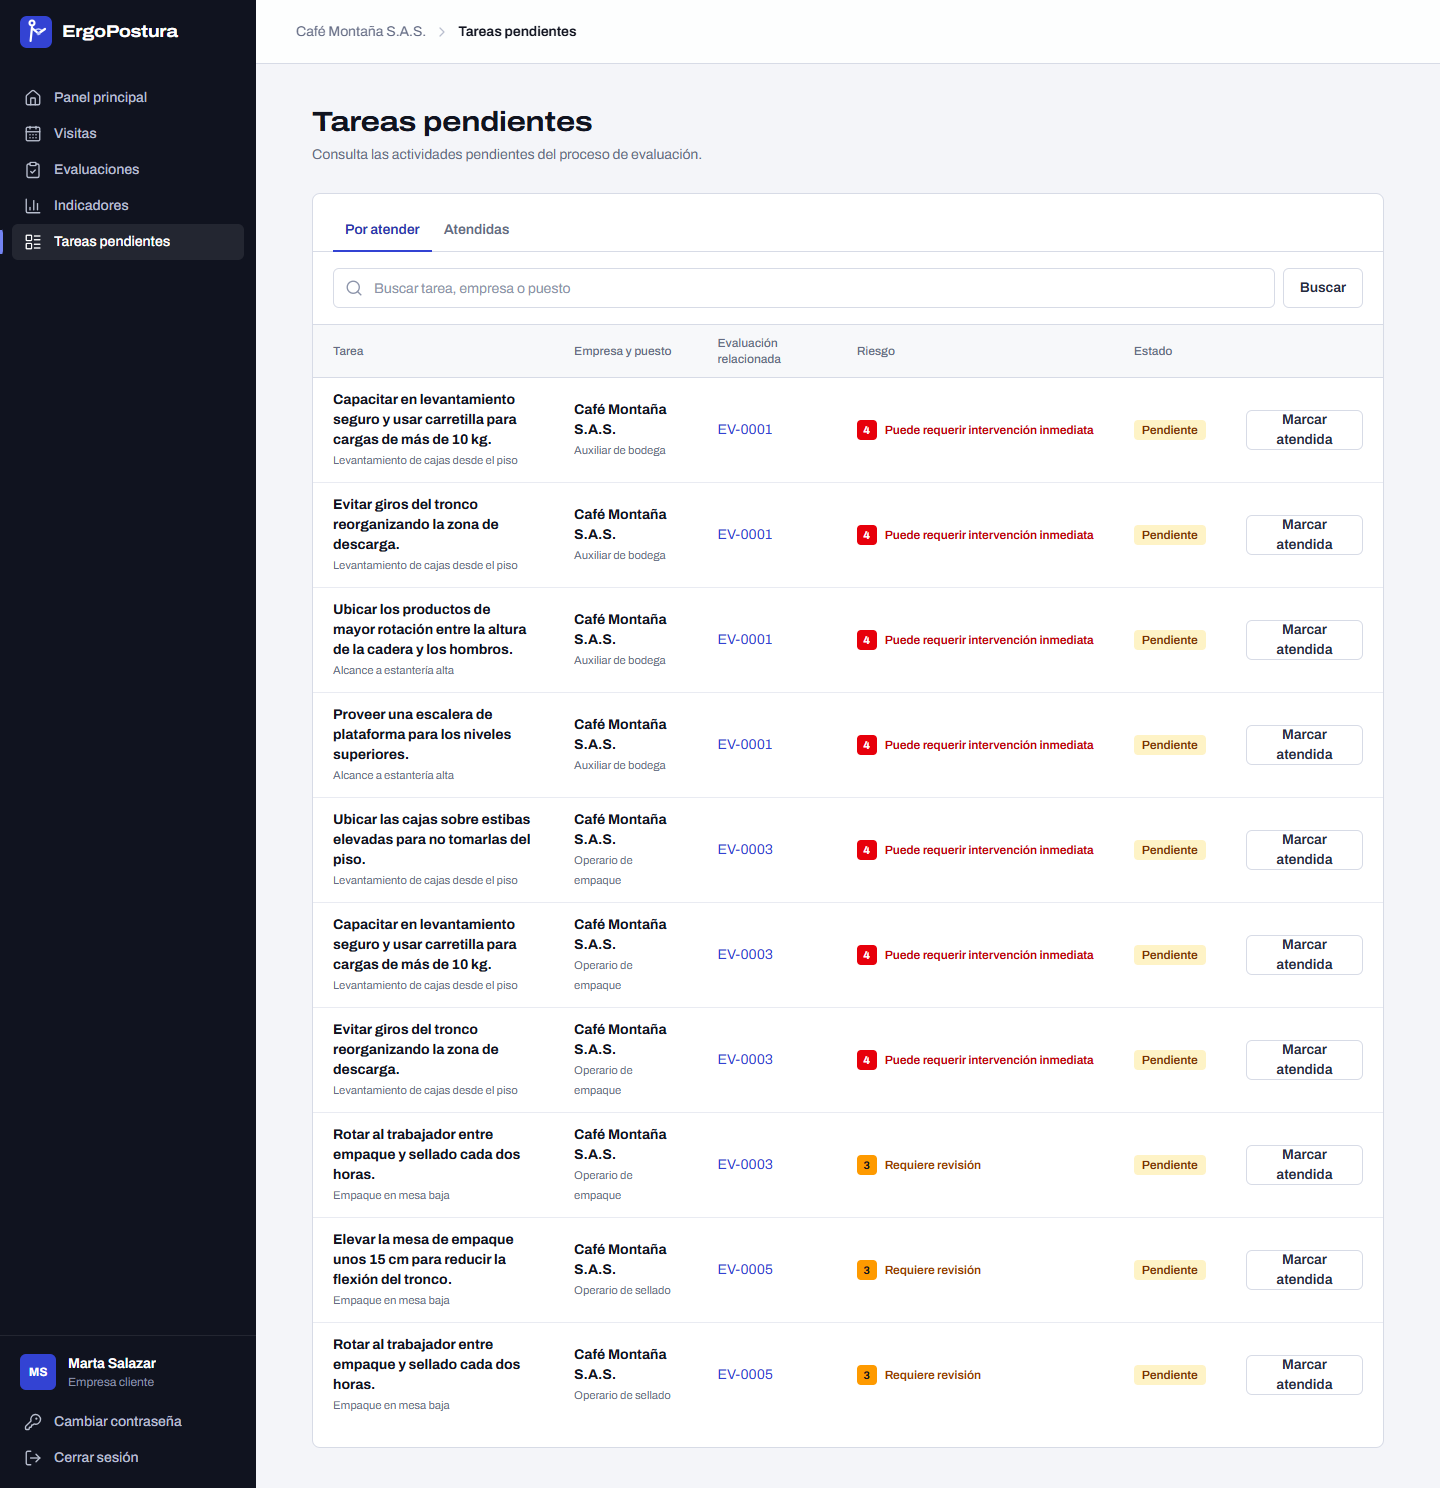 ErgoPostura
Panel principal
Visitas
Evaluaciones
Indicadores
Tareas pendientes
MS
Marta Salazar
Empresa cliente
Cambiar contraseña
Cerrar sesión
Café Montaña S.A.S. > Tareas pendientes
Tareas pendientes
Consulta las actividades pendientes del proceso de evaluación.
Por atender Atendidas
Buscar tarea, empresa o puesto
Buscar
Tarea
Empresa y puesto
Evaluación
relacionada
Riesgo
Estado
Capacitar en levantamiento
seguro y usar carretilla para
cargas de más de 10 kg.
Levantamiento de cajas desde el piso
Café Montaña
S.A.S.
Auxiliar de bodega
EV-0001
4 Puede requerir intervención inmediata
Pendiente
Marcar
atendida
Evitar giros del tronco
reorganizando la zona de
descarga.
Levantamiento de cajas desde el piso
Café Montaña
S.A.S.
Auxiliar de bodega
EV-0001
4 Puede requerir intervención inmediata
Pendiente
Marcar
atendida
Ubicar los productos de
mayor rotación entre la altura
de la cadera y los hombros.
Alcance a estantería alta
Café Montaña
S.A.S.
Auxiliar de bodega
EV-0001
4 Puede requerir intervención inmediata
Pendiente
Marcar
atendida
Proveer una escalera de
plataforma para los niveles
superiores.
Alcance a estantería alta
Café Montaña
S.A.S.
Auxiliar de bodega
EV-0001
4 Puede requerir intervención inmediata
Pendiente
Marcar
atendida
Ubicar las cajas sobre estibas
elevadas para no tomarlas del
piso.
Levantamiento de cajas desde el piso
Café Montaña
S.A.S.
Operario de
empaque
EV-0003
4 Puede requerir intervención inmediata
Pendiente
Marcar
atendida
Capacitar en levantamiento
seguro y usar carretilla para
cargas de más de 10 kg.
Levantamiento de cajas desde el piso
Café Montaña
S.A.S.
Operario de
empaque
EV-0003
4 Puede requerir intervención inmediata
Pendiente
Marcar
atendida
Evitar giros del tronco
reorganizando la zona de
descarga.
Levantamiento de cajas desde el piso
Café Montaña
S.A.S.
Operario de
empaque
EV-0003
4 Puede requerir intervención inmediata
Pendiente
Marcar
atendida
Rotar al trabajador entre
empaque y sellado cada dos
horas.
Empaque en mesa baja
Café Montaña
S.A.S.
Operario de
empaque
EV-0003
3 Requiere revisión
Pendiente
Marcar
atendida
Elevar la mesa de empaque
unos 15 cm para reducir la
flexión del tronco.
Empaque en mesa baja
Café Montaña
S.A.S.
Operario de sellado
EV-0005
3 Requiere revisión
Pendiente
Marcar
atendida
Rotar al trabajador entre
empaque y sellado cada dos
horas.
Empaque en mesa baja
Café Montaña
S.A.S.
Operario de sellado
EV-0005
3 Requiere revisión
Pendiente
Marcar
atendida